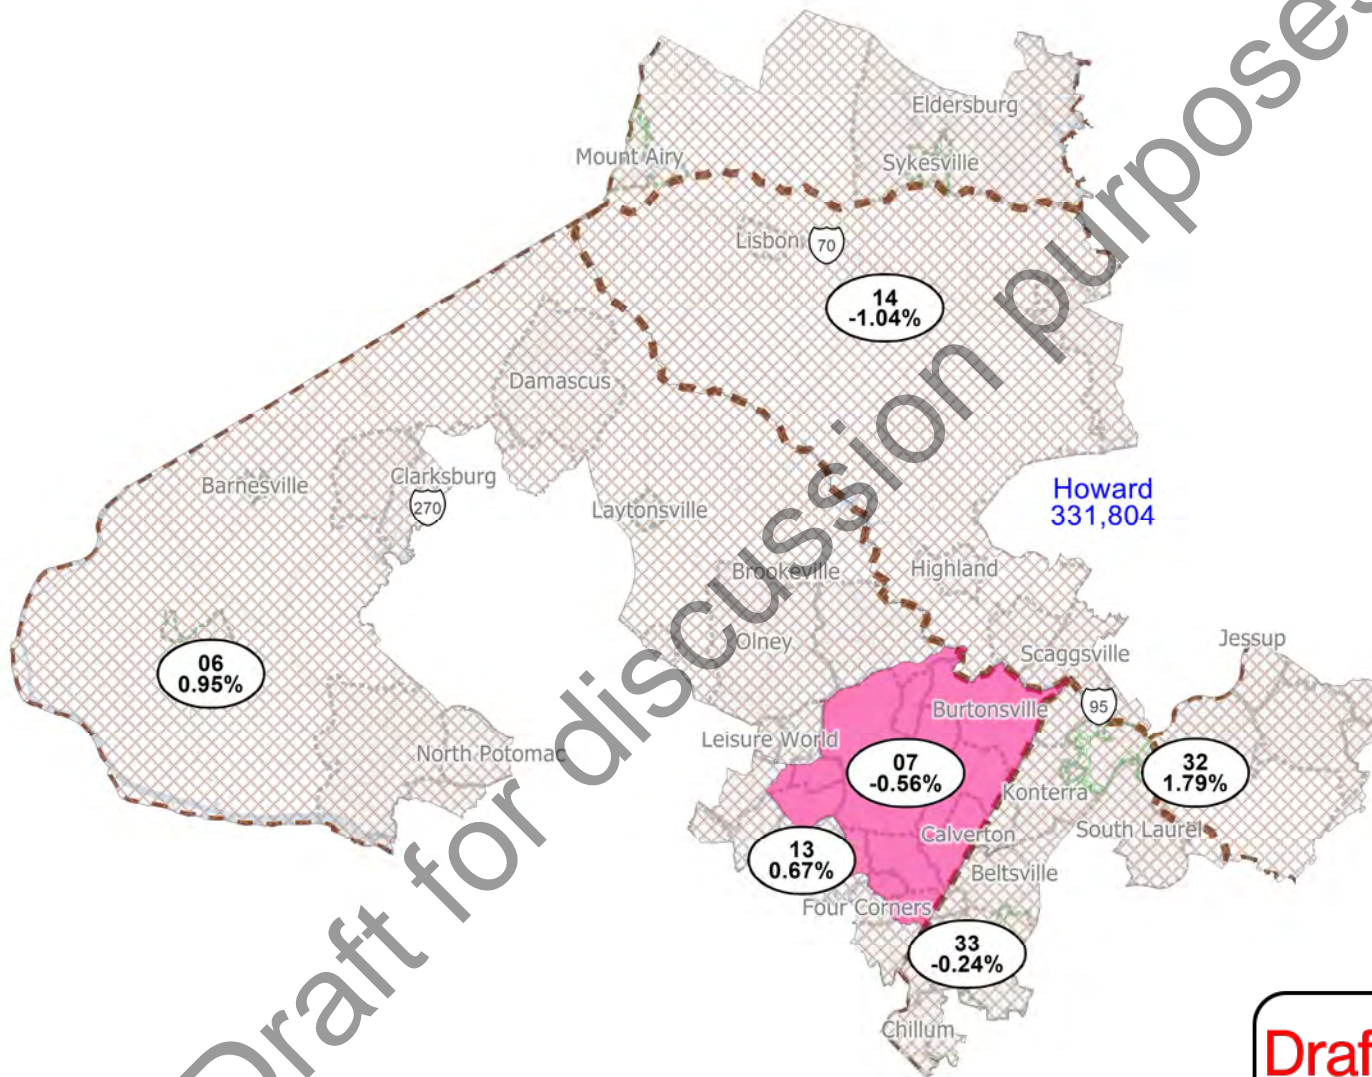 Draft for discussion purposes
Eldersburg
Mount Airy
Sykesville
Lisbon
70
14
-1.04%
Damascus
Barnesville
Clarksburg
270
Laytonsville
Howard
331,804
Brookeville
Highland
Olney
Scaggsville
Jessup
06
0.95%
Burtonsville
95
Leisure World
North Potomac
07
-0.56%
32
1.79%
Konterra
South Laurel
Calverton
13
0.67%
Beltsville
Four Corners
33
-0.24%
Chillum
Draf